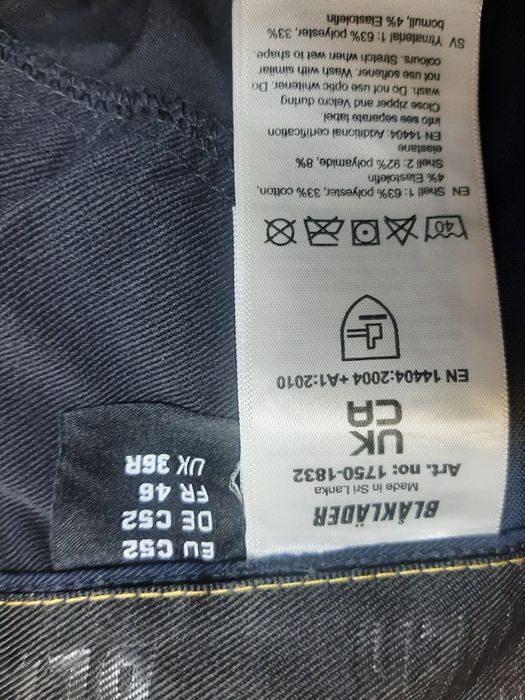 BLÅKLÄDER
Made in Sri Lanka
Art. no: 1750-1832
UK
CA
EN 14404:2004 +A1:2010
40
EN Shell 1: 63% polyester, 33% cotton,
4% Elastolefin
Shell 2: 92% polyamide, 8%
elastane
EN 14404: Additional certification
info see separate label.
Close zipper and Velcro during
wash. Do not use optic whitener. Do
not use softener. Wash with similar
colours. Stretch when wet to shape.
SV Ytmaterial 1: 63% polyester, 33%
bomull, 4% Elastolefin
EU C52
DE C52
FR 46
UK 36R